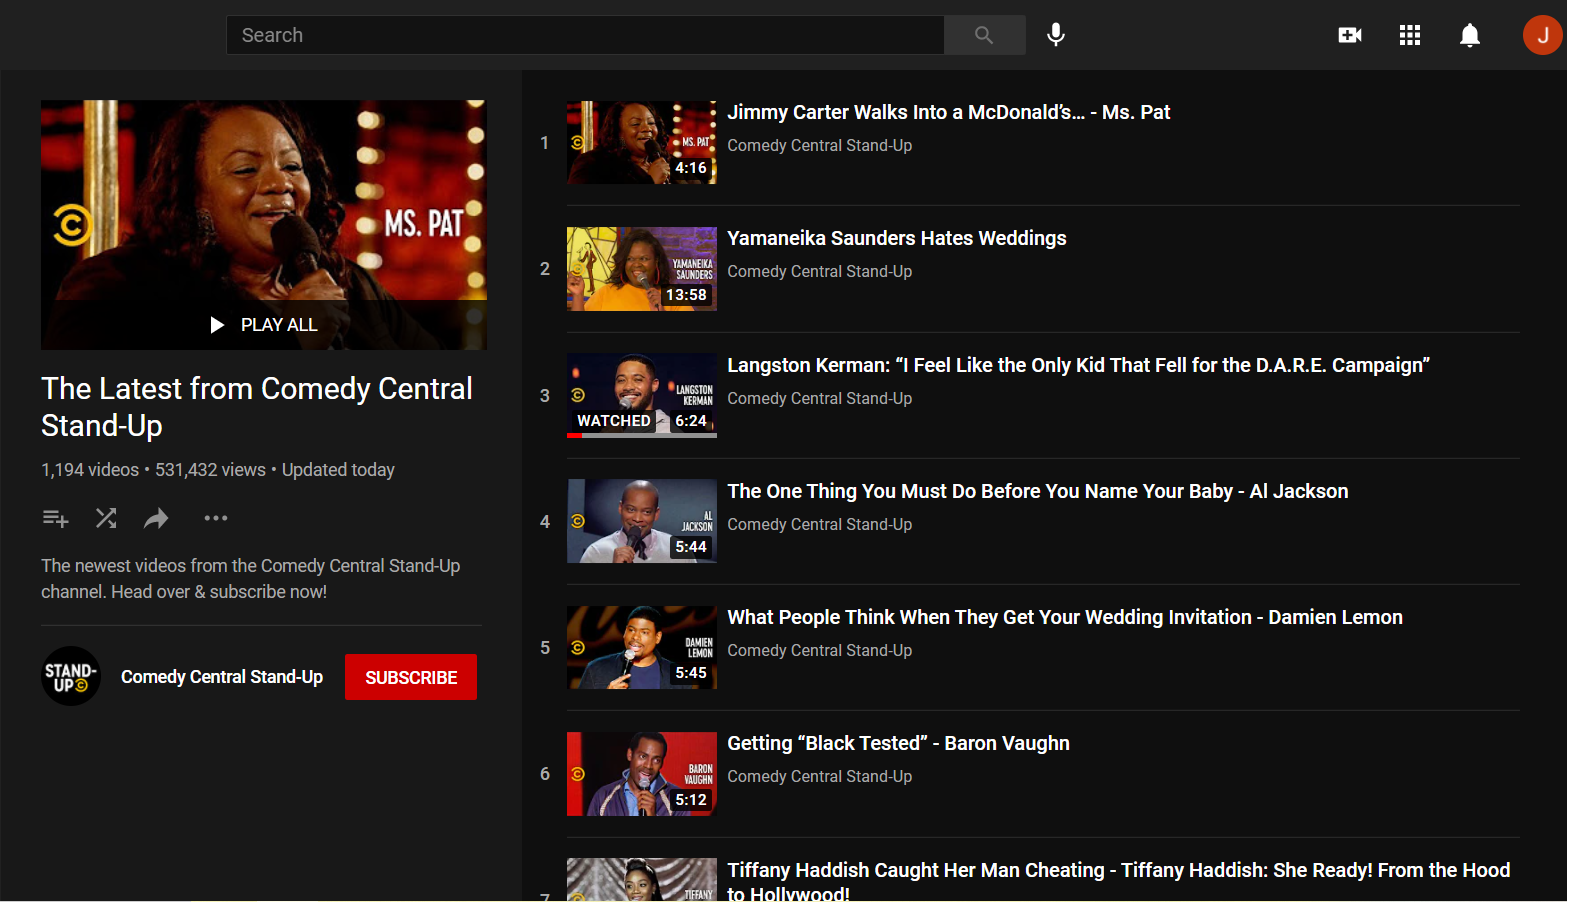 Search
J
MS. PAT
PLAY ALL
The Latest from Comedy Central
Stand-Up
1,194 videos • 531,432 views • Updated today
The newest videos from the Comedy Central Stand-Up
channel. Head over & subscribe now!
STAND-
UP
Comedy Central Stand-Up
SUBSCRIBE
1
MS. PAT
4:16
Jimmy Carter Walks Into a McDonald’s... - Ms. Pat
Comedy Central Stand-Up
2
YAMANEIKA
SAUNDERS
13:58
Yamaneika Saunders Hates Weddings
Comedy Central Stand-Up
3
LANGSTON
KERMAN
WATCHED
6:24
Langston Kerman: “I Feel Like the Only Kid That Fell for the D.A.R.E. Campaign”
Comedy Central Stand-Up
4
AL
JACKSON
5:44
The One Thing You Must Do Before You Name Your Baby - Al Jackson
Comedy Central Stand-Up
5
DAMIEN
LEMON
5:45
What People Think When They Get Your Wedding Invitation - Damien Lemon
Comedy Central Stand-Up
6
BARON
VAUGHN
5:12
Getting “Black Tested” - Baron Vaughn
Comedy Central Stand-Up
7
TIFFANY
Tiffany Haddish Caught Her Man Cheating - Tiffany Haddish: She Ready! From the Hood
to Hollywood!